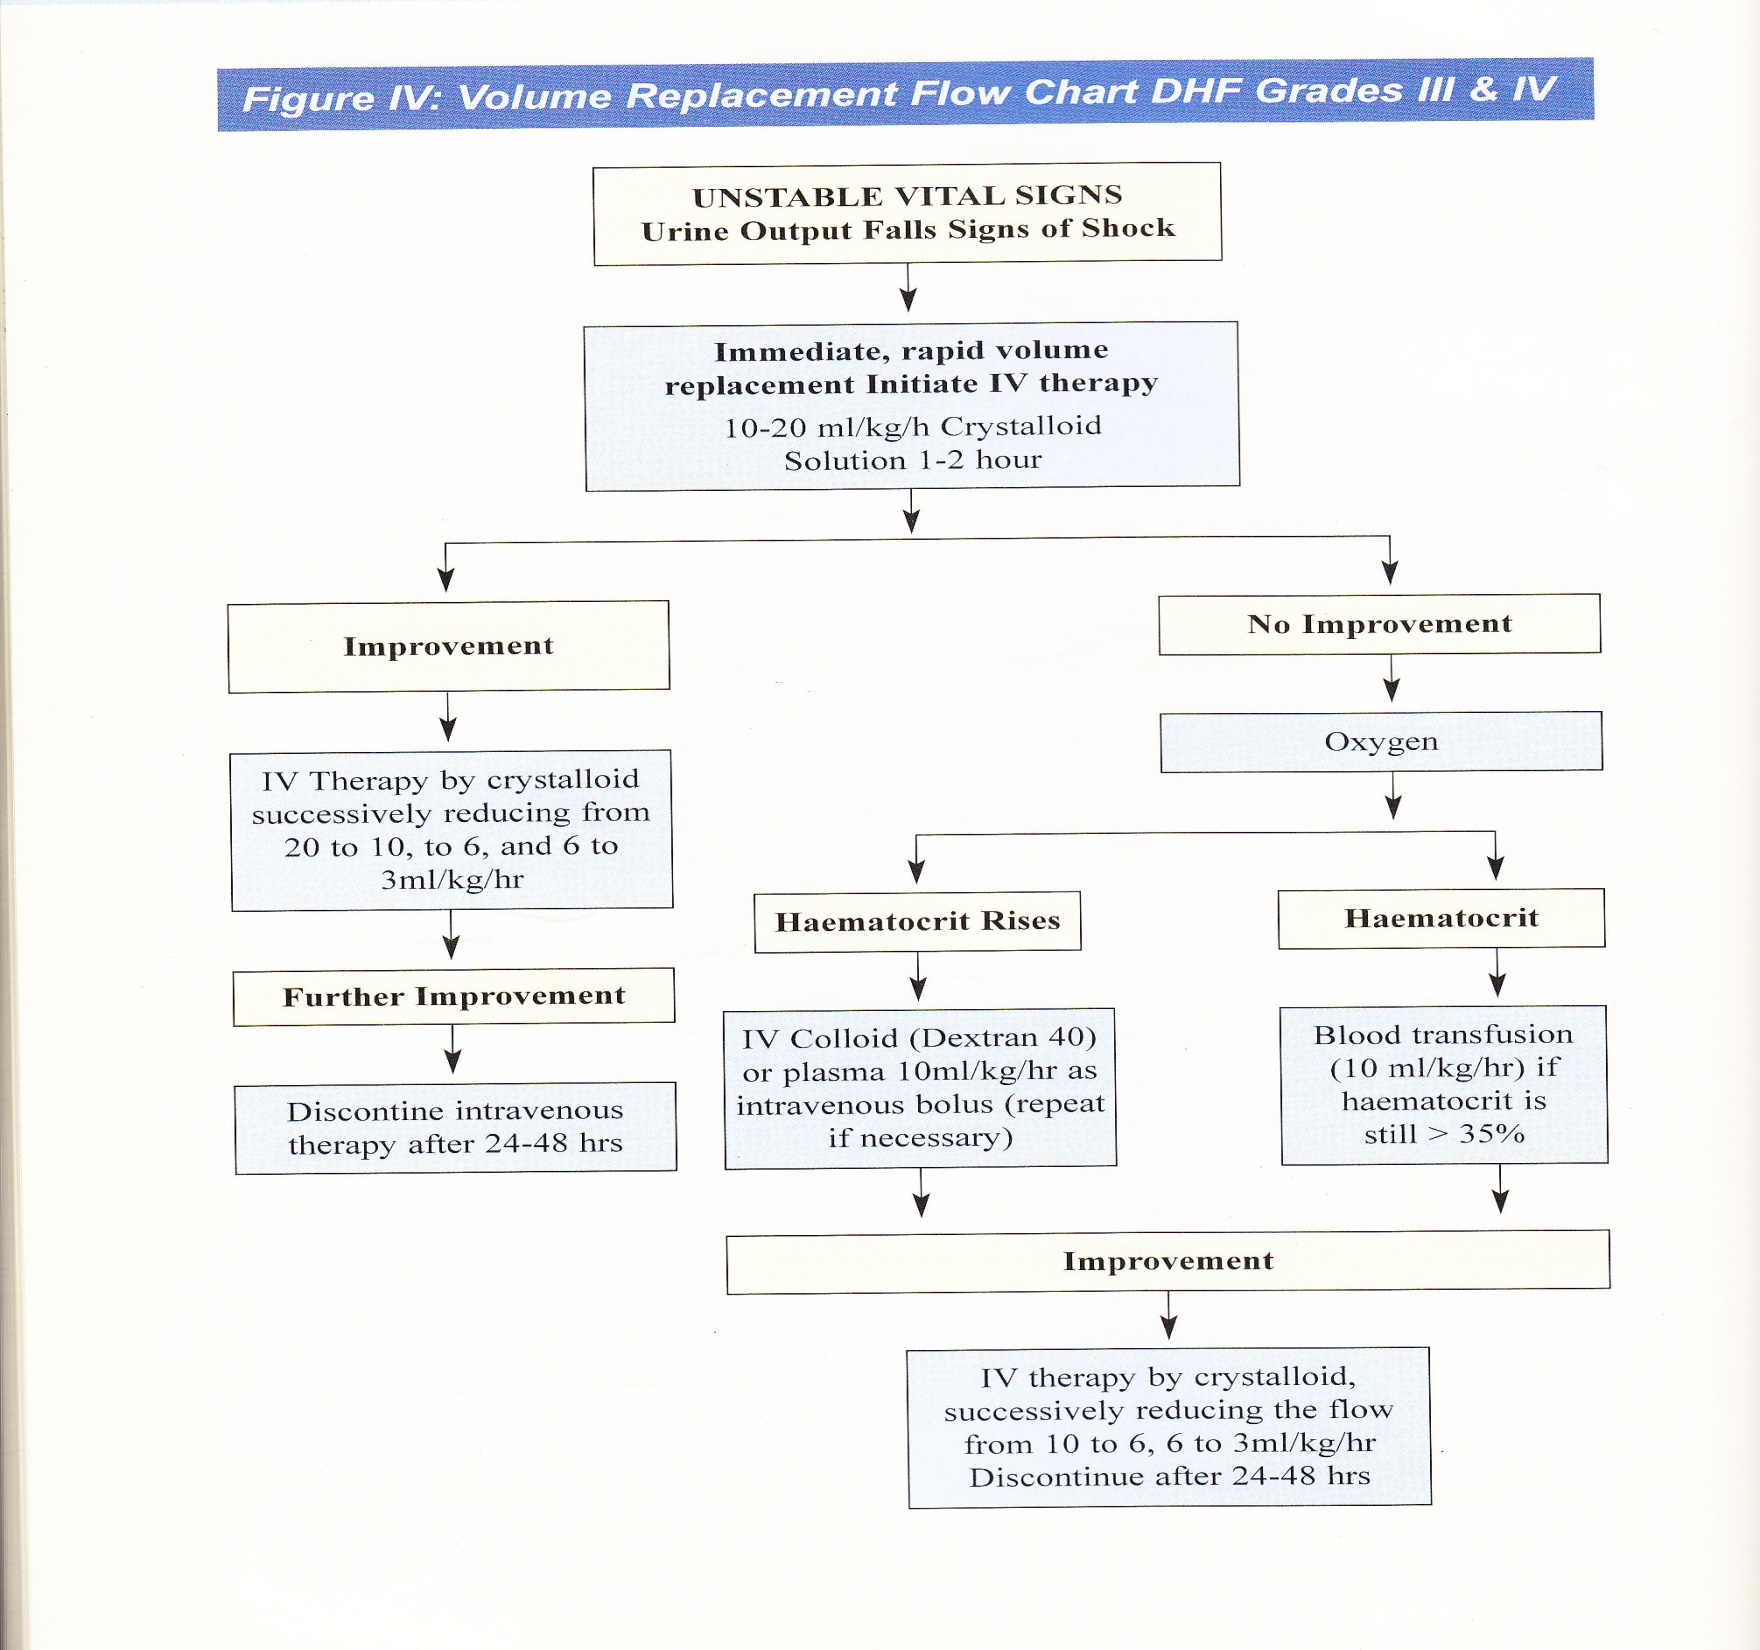 Figure IV: Volume Replacement Flow Chart DHF Grades III & IV
UNSTABLE VITAL SIGNS
Urine Output Falls Signs of Shock
Immediate, rapid volume
replacement Initiate IV therapy
10-20 ml/kg/h Crystalloid
Solution 1-2 hour
Improvement
IV Therapy by crystalloid
successively reducing from
20 to 10, to 6, and 6 to
3ml/kg/hr
Further Improvement
Discontine intravenous
therapy after 24-48 hrs
No Improvement
Oxygen
Haematocrit Rises
IV Colloid (Dextran 40)
or plasma 10ml/kg/hr as
intravenous bolus (repeat
if necessary)
Haematocrit
Blood transfusion
(10 ml/kg/hr) if
haematocrit is
still > 35%
Improvement
IV therapy by crystalloid,
successively reducing the flow
from 10 to 6, 6 to 3ml/kg/hr
Discontinue after 24-48 hrs